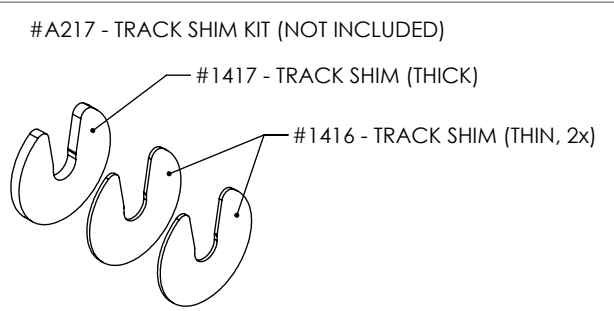 #A217 - TRACK SHIM KIT (NOT INCLUDED)
#1417 - TRACK SHIM (THICK)
#1416 - TRACK SHIM (THIN, 2x)